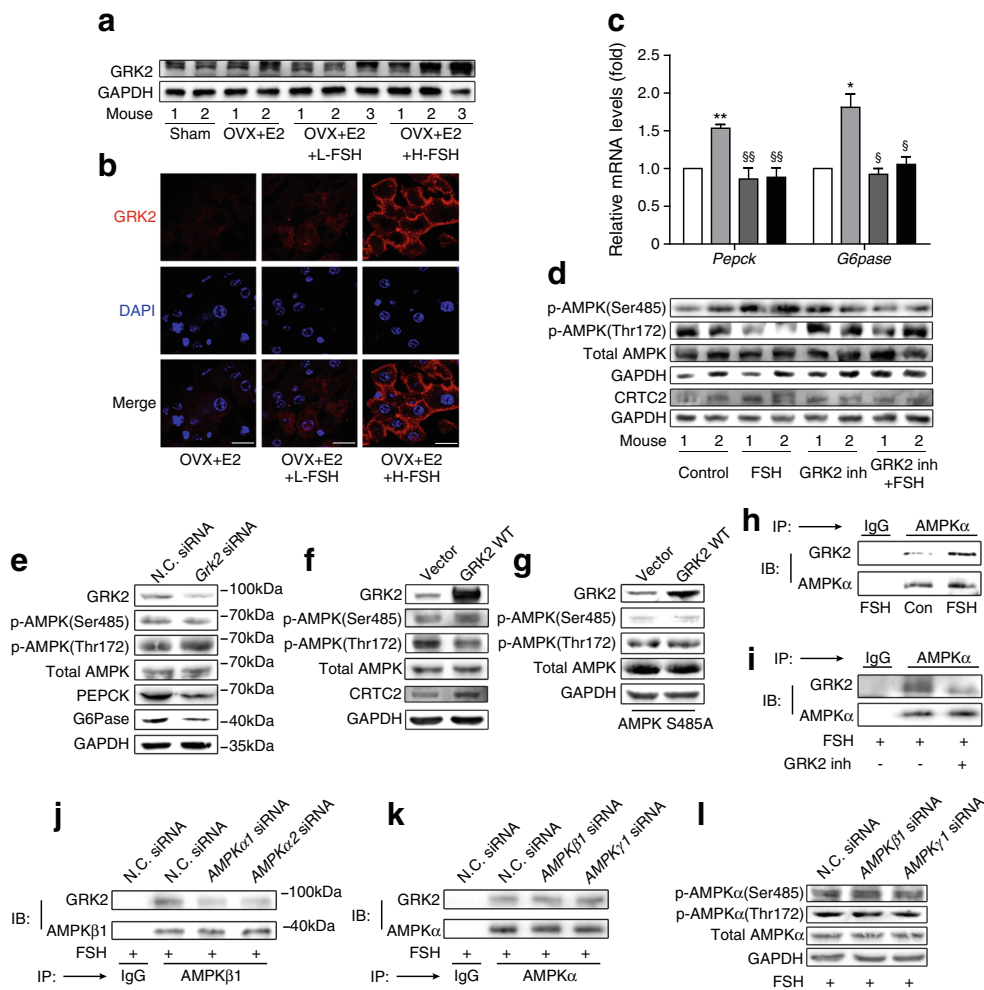 a
GRK2
GAPDH
Mouse 1 2 1 2 1 2 3 1 2 3
Sham OVX+E2 OVX+E2 +L-FSH OVX+E2 +H-FSH
b
GRK2
DAPI
Merge
OVX+E2 OVX+E2 +L-FSH OVX+E2 +H-FSH
c
Relative mRNA levels (fold)
2.5
2.0
1.5
1.0
0.5
0
** §§ §§ * § §
Pepck G6pase
d
p-AMPK(Ser485)
p-AMPK(Thr172)
Total AMPK
GAPDH
CRTC2
GAPDH
Mouse 1 2 1 2 1 2 1 2
Control FSH GRK2 inh GRK2 inh +FSH
e
N.C. siRNA Grk2 siRNA
GRK2 -100kDa
p-AMPK(Ser485) -70kDa
p-AMPK(Thr172) -70kDa
Total AMPK -70kDa
PEPCK -70kDa
G6Pase -40kDa
GAPDH -35kDa
f
Vector GRK2 WT
GRK2
p-AMPK(Ser485)
p-AMPK(Thr172)
Total AMPK
CRTC2
GAPDH
g
Vector GRK2 WT
GRK2
p-AMPK(Ser485)
p-AMPK(Thr172)
Total AMPK
GAPDH
AMPK S485A
h
IP: IgG AMPKα
IB:
GRK2
AMPKα
FSH Con FSH
i
IP: IgG AMPKα
IB:
GRK2
AMPKα
FSH + + +
GRK2 inh - - +
j
N.C. siRNA N.C. siRNA AMPKα1 siRNA AMPKα2 siRNA
IB:
GRK2 -100kDa
AMPKβ1 -40kDa
FSH + + + +
IP: IgG AMPKβ1
k
N.C. siRNA N.C. siRNA AMPKβ1 siRNA AMPKγ1 siRNA
IB:
GRK2
AMPKα
FSH + + + +
IP: IgG AMPKα
l
N.C. siRNA AMPKβ1 siRNA AMPKγ1 siRNA
p-AMPKα(Ser485)
p-AMPKα(Thr172)
Total AMPKα
GAPDH
FSH + + +